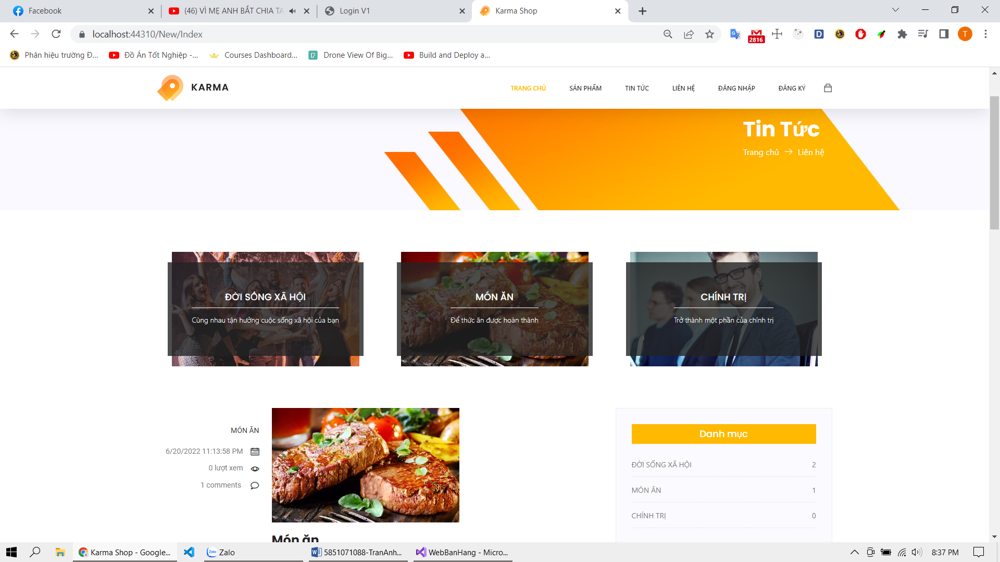 Facebook
(46) VÌ MẸ ANH BẮT CHIA TA
Login V1
Karma Shop
localhost:44310/New/Index
2816
T
Phân hiệu trường Đ...
Đồ Án Tốt Nghiệp -...
Courses Dashboard...
Drone View Of Big...
Build and Deploy a...
KARMA
TRANG CHỦ
SẢN PHẨM
TIN TỨC
LIÊN HỆ
ĐĂNG NHẬP
ĐĂNG KÝ
Tin Tức
Trang chủ → Liên hệ
ĐỜI SỐNG XÃ HỘI
Cùng nhau tận hưởng cuộc sống xã hội của bạn
MÓN ĂN
Để thức ăn được hoàn thành
CHÍNH TRỊ
Trở thành một phần của chính trị
MÓN ĂN
6/20/2022 11:13:58 PM
0 lượt xem
1 comments
Món ăn
Danh mục
ĐỜI SỐNG XÃ HỘI 2
MÓN ĂN 1
CHÍNH TRỊ 0
Karma Shop - Google...
Zalo
5851071088-TranAnh...
WebBanHang - Micro...
8:37 PM